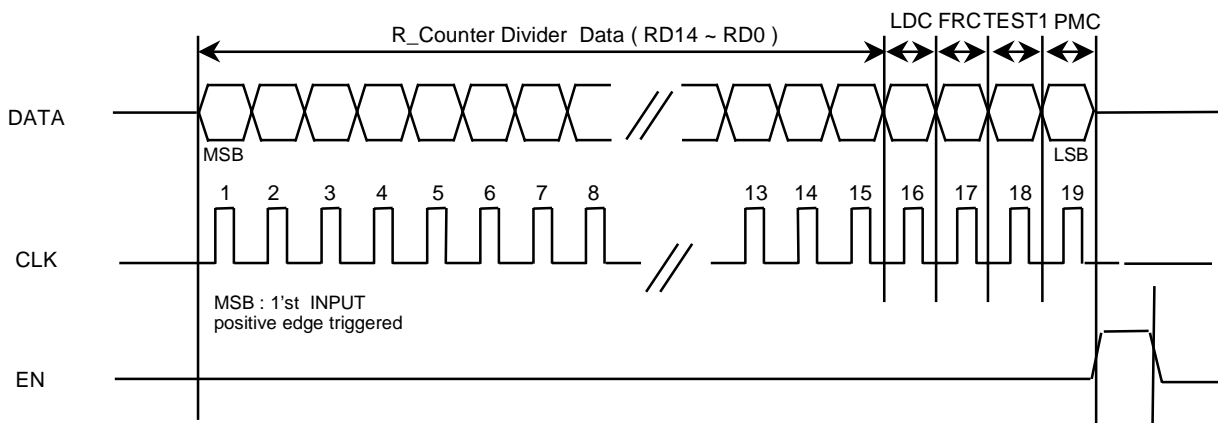 LDC FRC TEST1 PMC
R_Counter Divider Data ( RD14 ~ RD0 )
DATA
MSB
LSB
1 2 3 4 5 6 7 8 13 14 15 16 17 18 19
CLK
MSB : 1'st INPUT
positive edge triggered
EN